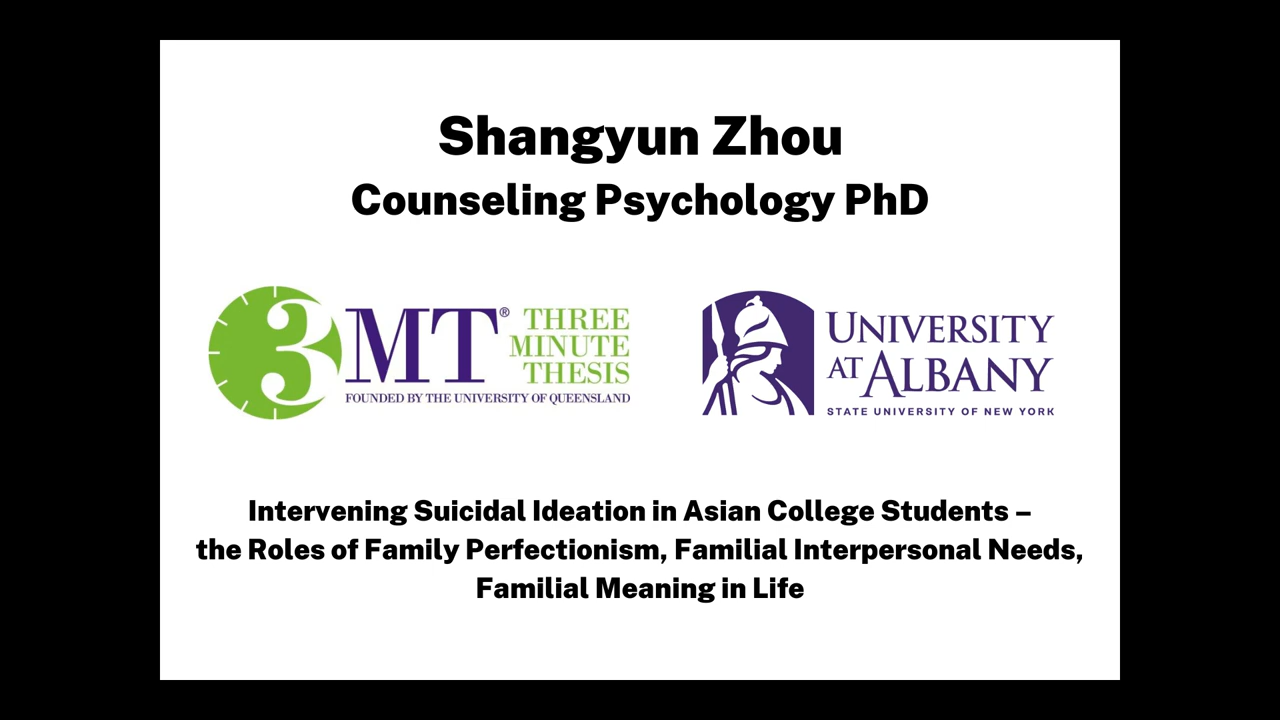 Shangyun Zhou
Counseling Psychology PhD
3MT® THREE
MINUTE
THESIS
FOUNDED BY THE UNIVERSITY OF QUEENSLAND
UNIVERSITY
AT ALBANY
STATE UNIVERSITY OF NEW YORK
Intervening Suicidal Ideation in Asian College Students –
the Roles of Family Perfectionism, Familial Interpersonal Needs,
Familial Meaning in Life